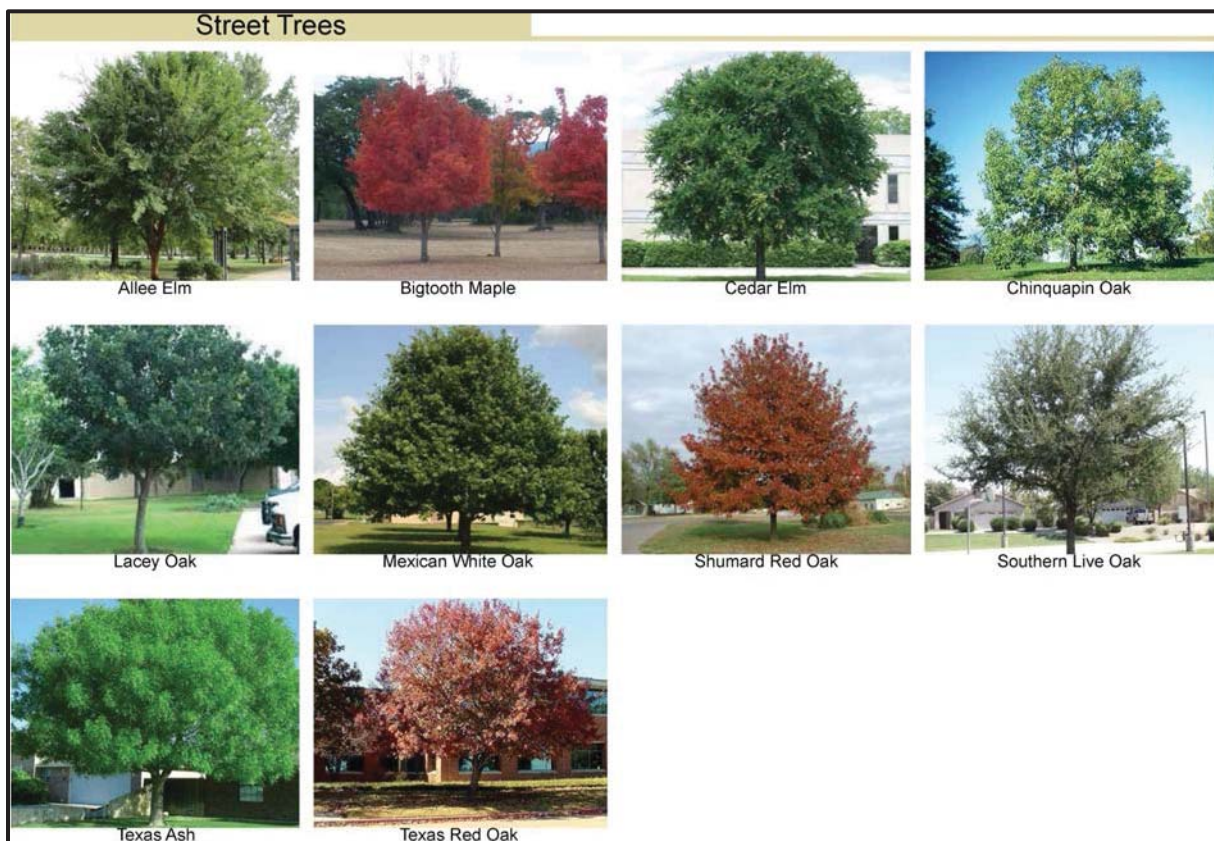 Street Trees
Allee Elm
Bigtooth Maple
Cedar Elm
Chinquapin Oak
Lacey Oak
Mexican White Oak
Shumard Red Oak
Southern Live Oak
Texas Ash
Texas Red Oak